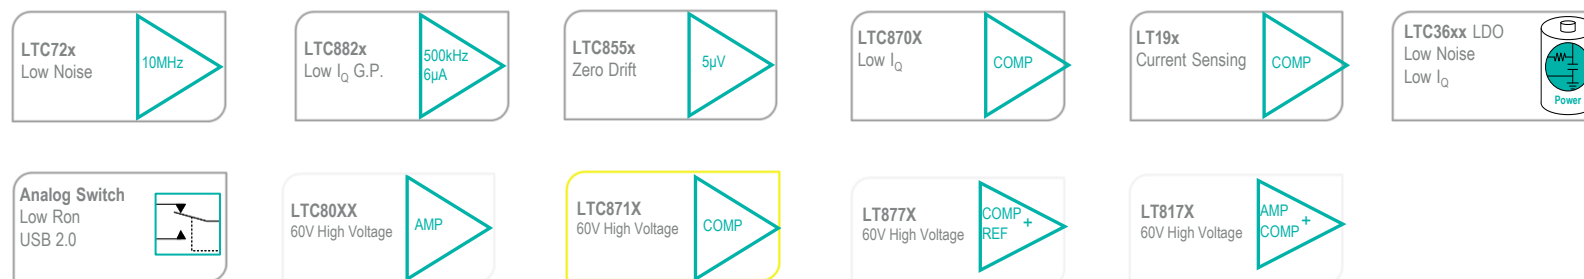 LTC72x
Low Noise
10MHz
LTC882x
Low IQ G.P.
500kHz
6µA
LTC855x
Zero Drift
5µV
LTC870X
Low IQ
COMP
LT19x
Current Sensing
COMP
LTC36xx LDO
Low Noise
Low IQ
Power
Analog Switch
Low Ron
USB 2.0
LTC80XX
60V High Voltage
AMP
LTC871X
60V High Voltage
COMP
LT877X
60V High Voltage
COMP +
REF
LT817X
60V High Voltage
AMP +
COMP